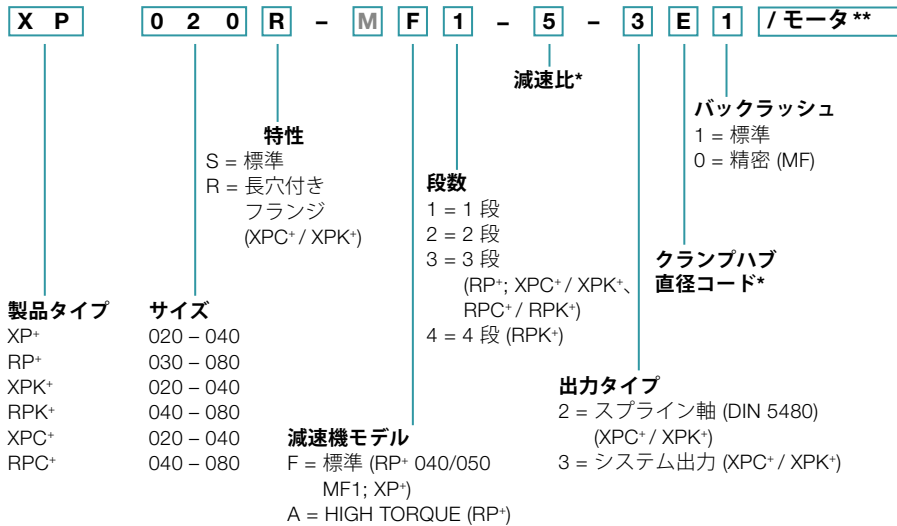 X P 0 2 0 R – M F 1 – 5 – 3 E 1 / モータ**
減速比*
バックラッシュ
1 = 標準
0 = 精密 (MF)
特性
S = 標準
R = 長穴付き
フランジ
(XPC⁺ / XPK⁺)
段数
1 = 1 段
2 = 2 段
3 = 3 段
(RP⁺; XPC⁺ / XPK⁺、
RPC⁺ / RPK⁺)
4 = 4 段 (RPK⁺)
クランプハブ
直径コード*
製品タイプ
XP⁺
RP⁺
XPK⁺
RPK⁺
XPC⁺
RPC⁺
サイズ
020 – 040
030 – 080
020 – 040
040 – 080
020 – 040
040 – 080
減速機モデル
F = 標準 (RP⁺ 040/050
MF1; XP⁺)
A = HIGH TORQUE (RP⁺)
出力タイプ
2 = スプライン軸 (DIN 5480)
(XPC⁺ / XPK⁺)
3 = システム出力 (XPC⁺ / XPK⁺)